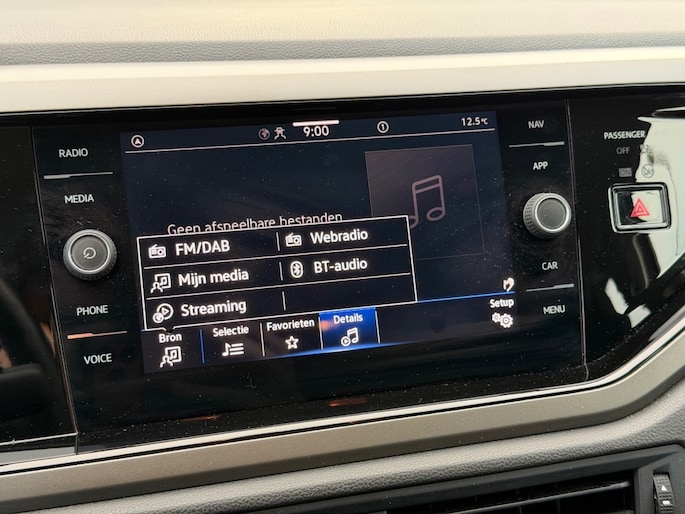 RADIO
MEDIA
PHONE
VOICE
9:00
1
12.5°C
Geen afspeelbare bestanden
FM/DAB
Webradio
Mijn media
BT-audio
Streaming
Bron
Selectie
Favorieten
Details
Setup
NAV
APP
CAR
MENU
PASSENGER
OFF